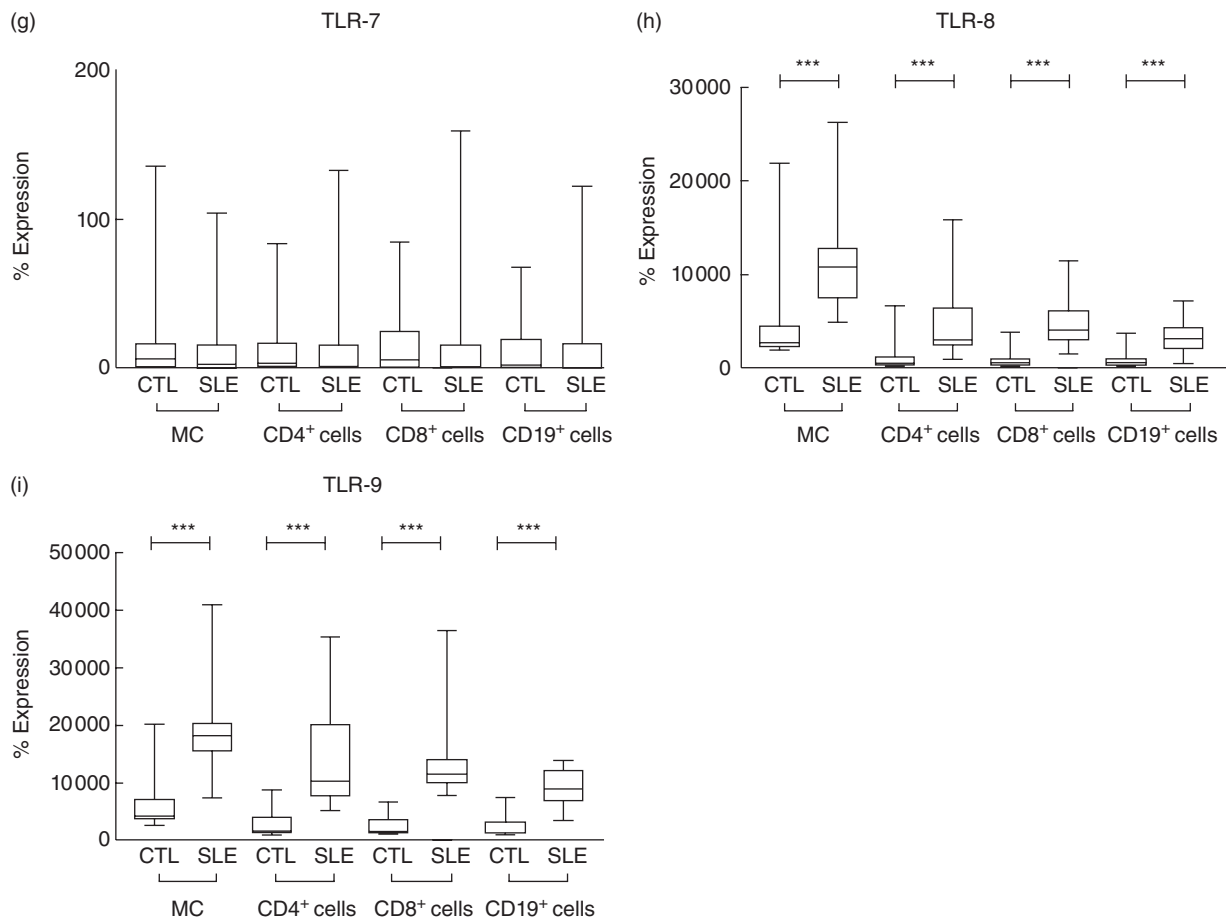 (g)
TLR-7
200
100
0
% Expression
CTL SLE CTL SLE CTL SLE CTL SLE
MC CD4+ cells CD8+ cells CD19+ cells
(h)
TLR-8
*** *** *** ***
30000
20000
10000
0
% Expression
CTL SLE CTL SLE CTL SLE CTL SLE
MC CD4+ cells CD8+ cells CD19+ cells
(i)
TLR-9
*** *** *** ***
50000
40000
30000
20000
10000
0
% Expression
CTL SLE CTL SLE CTL SLE CTL SLE
MC CD4+ cells CD8+ cells CD19+ cells